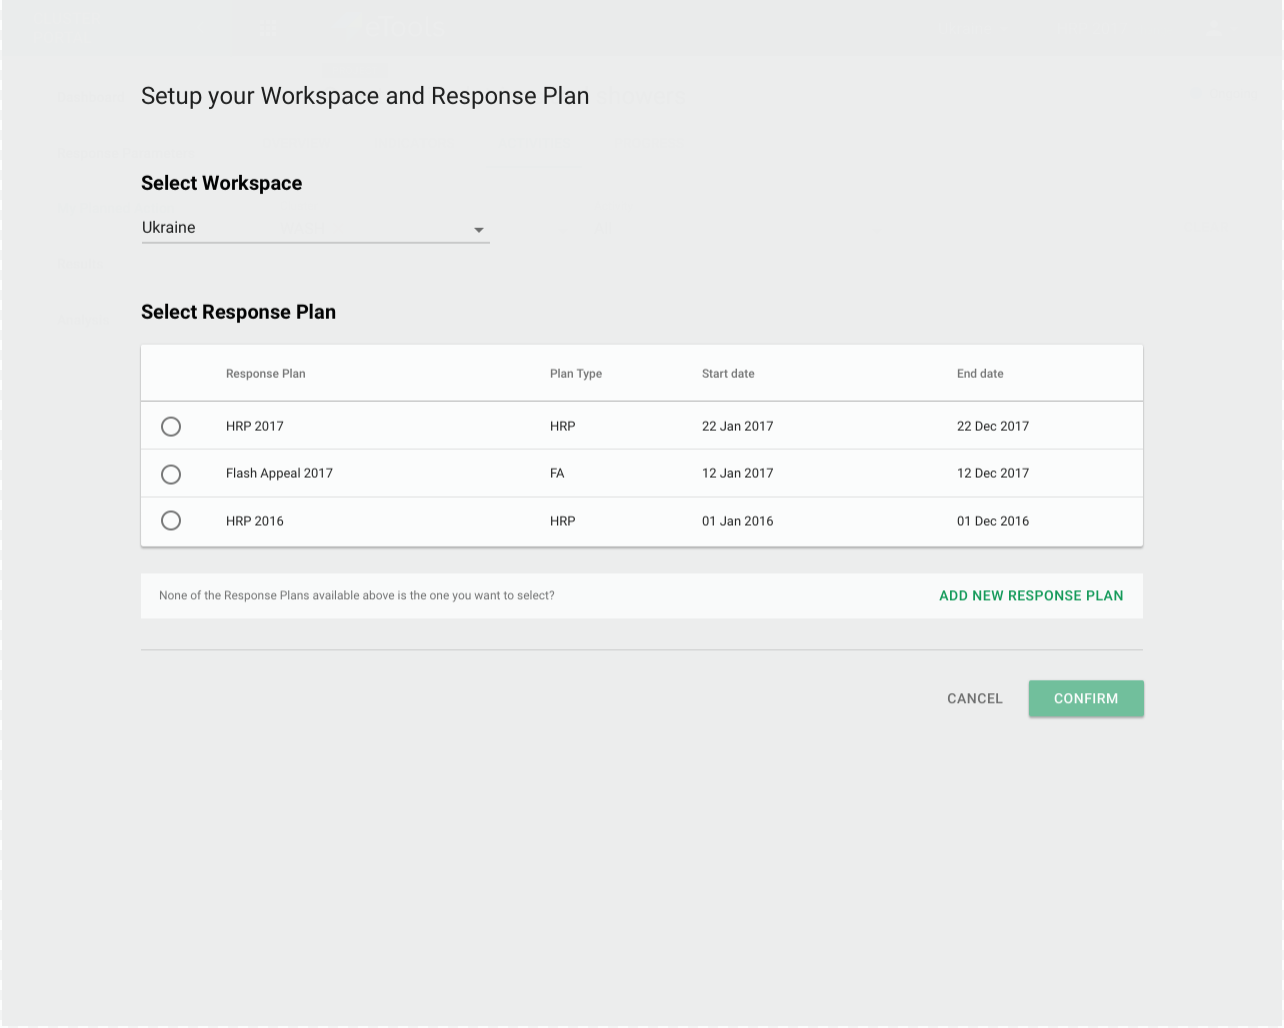 Setup your Workspace and Response Plan
Select Workspace
Ukraine
Select Response Plan
Response Plan Plan Type Start date End date
HRP 2017 HRP 22 Jan 2017 22 Dec 2017
Flash Appeal 2017 FA 12 Jan 2017 12 Dec 2017
HRP 2016 HRP 01 Jan 2016 01 Dec 2016
None of the Response Plans available above is the one you want to select? ADD NEW RESPONSE PLAN
CANCEL CONFIRM